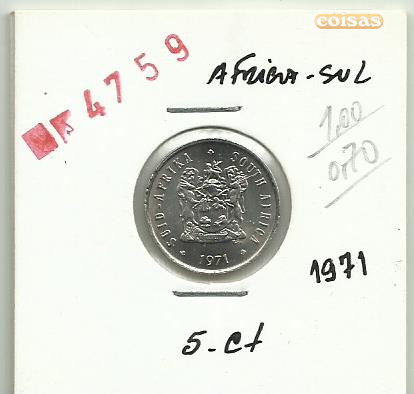 coisas
4759
AFRICA-SUL
1,00
0,70
SUID-AFRIKA · SOUTH AFRICA
1971
1971
5-ct